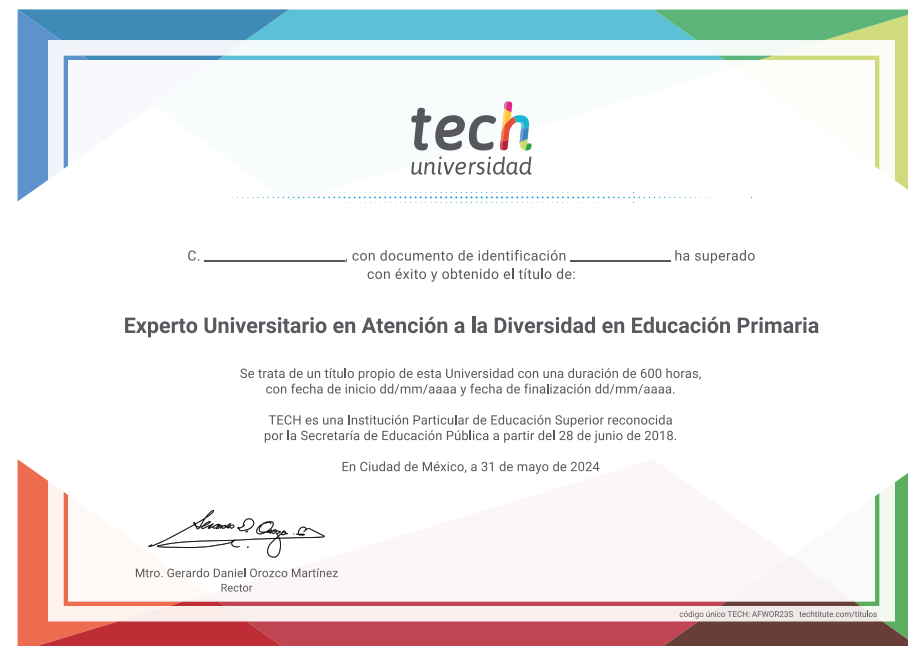 tech
universidad
C. ____________, con documento de identificación ____________ ha superado
con éxito y obtenido el título de:
Experto Universitario en Atención a la Diversidad en Educación Primaria
Se trata de un título propio de esta Universidad con una duración de 600 horas,
con fecha de inicio dd/mm/aaaa y fecha de finalización dd/mm/aaaa.
TECH es una Institución Particular de Educación Superior reconocida
por la Secretaría de Educación Pública a partir del 28 de junio de 2018.
En Ciudad de México, a 31 de mayo de 2024
Mtro. Gerardo Daniel Orozco Martínez
Rector
código único TECH: AFWOR23S techtitute.com/titulos